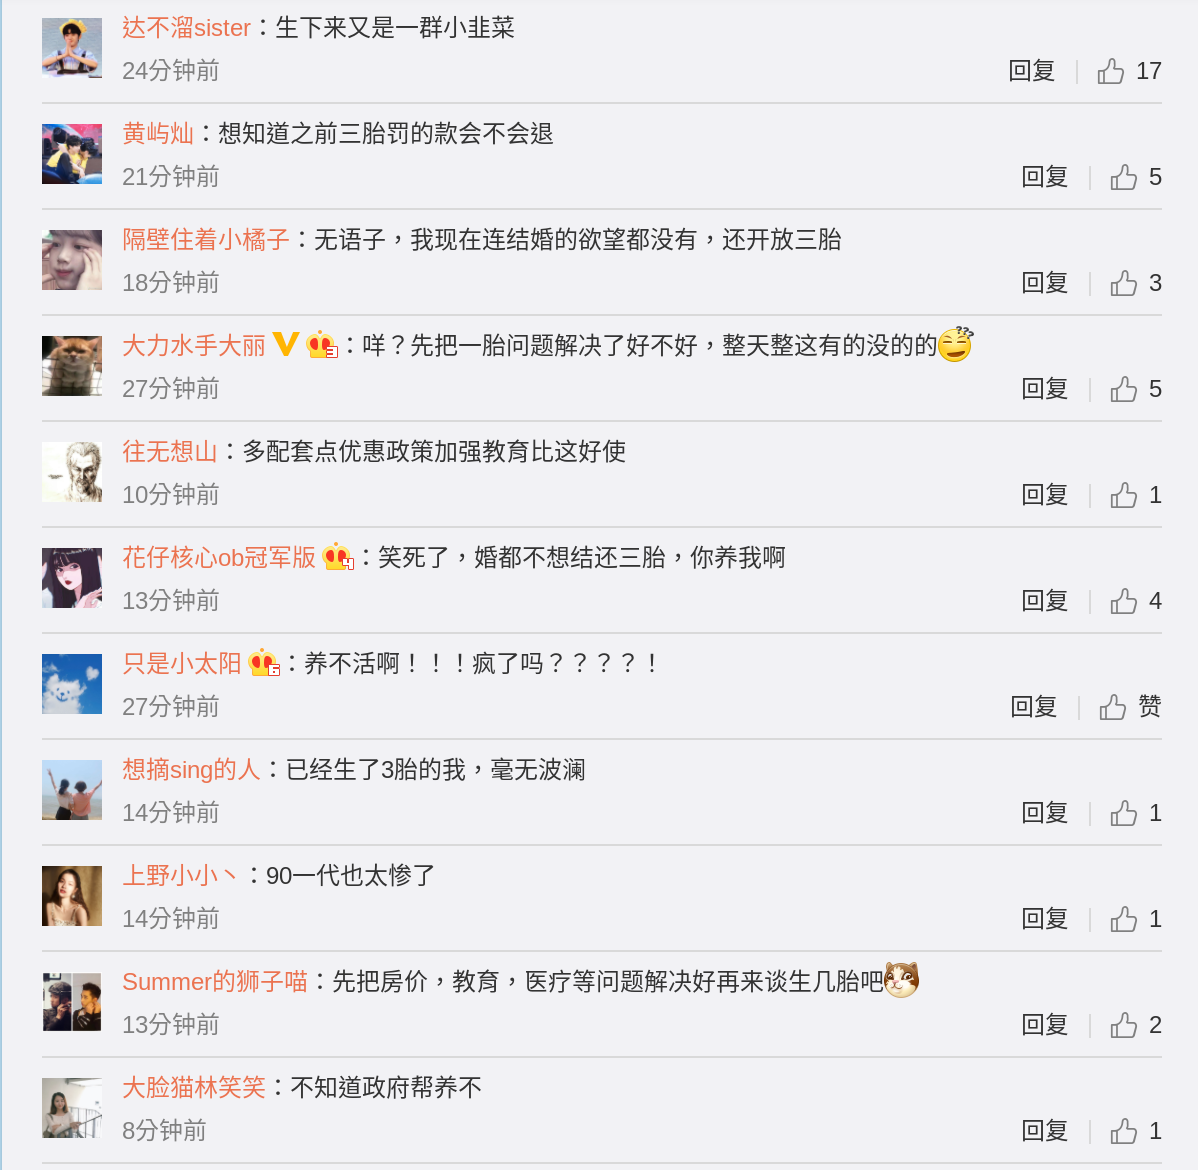 达不溜sister：生下来又是一群小韭菜
24分钟前 回复 17
黄屿灿：想知道之前三胎罚的款会不会退
21分钟前 回复 5
隔壁住着小橘子：无语子，我现在连结婚的欲望都没有，还开放三胎
18分钟前 回复 3
大力水手大丽：咩？先把一胎问题解决了好不好，整天整这有的没的的
27分钟前 回复 5
往无想山：多配套点优惠政策加强教育比这好使
10分钟前 回复 1
花仔核心ob冠军版：笑死了，婚都不想结还三胎，你养我啊
13分钟前 回复 4
只是小太阳：养不活啊！！！疯了吗？？？？！
27分钟前 回复 赞
想摘sing的人：已经生了3胎的我，毫无波澜
14分钟前 回复 1
上野小小丶：90一代也太惨了
14分钟前 回复 1
Summer的狮子喵：先把房价，教育，医疗等问题解决好再来谈生几胎吧
13分钟前 回复 2
大脸猫林笑笑：不知道政府帮养不
8分钟前 回复 1